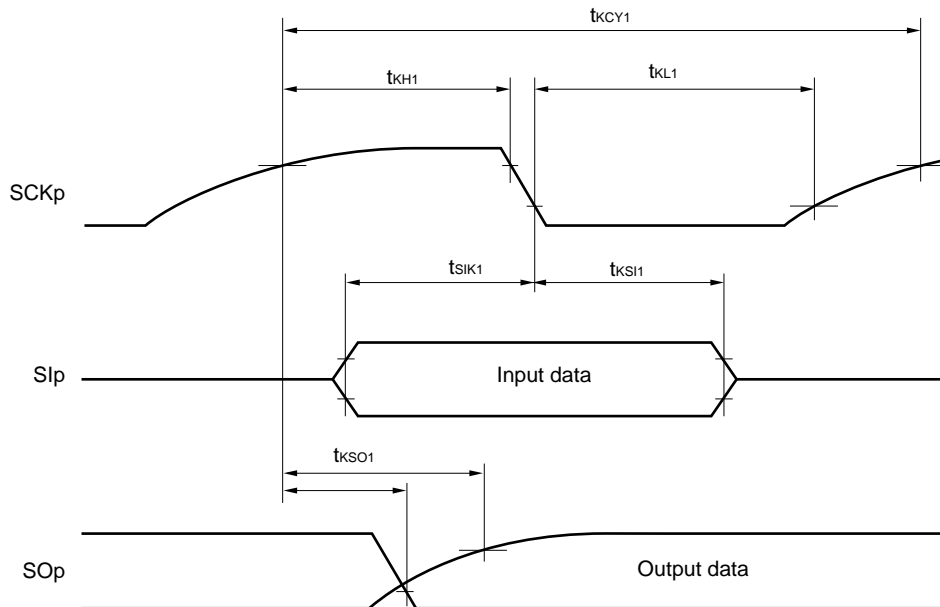 tKCY1
tKH1
tKL1
SCKp
tSIK1
tKSI1
SIp
Input data
tKSO1
SOp
Output data